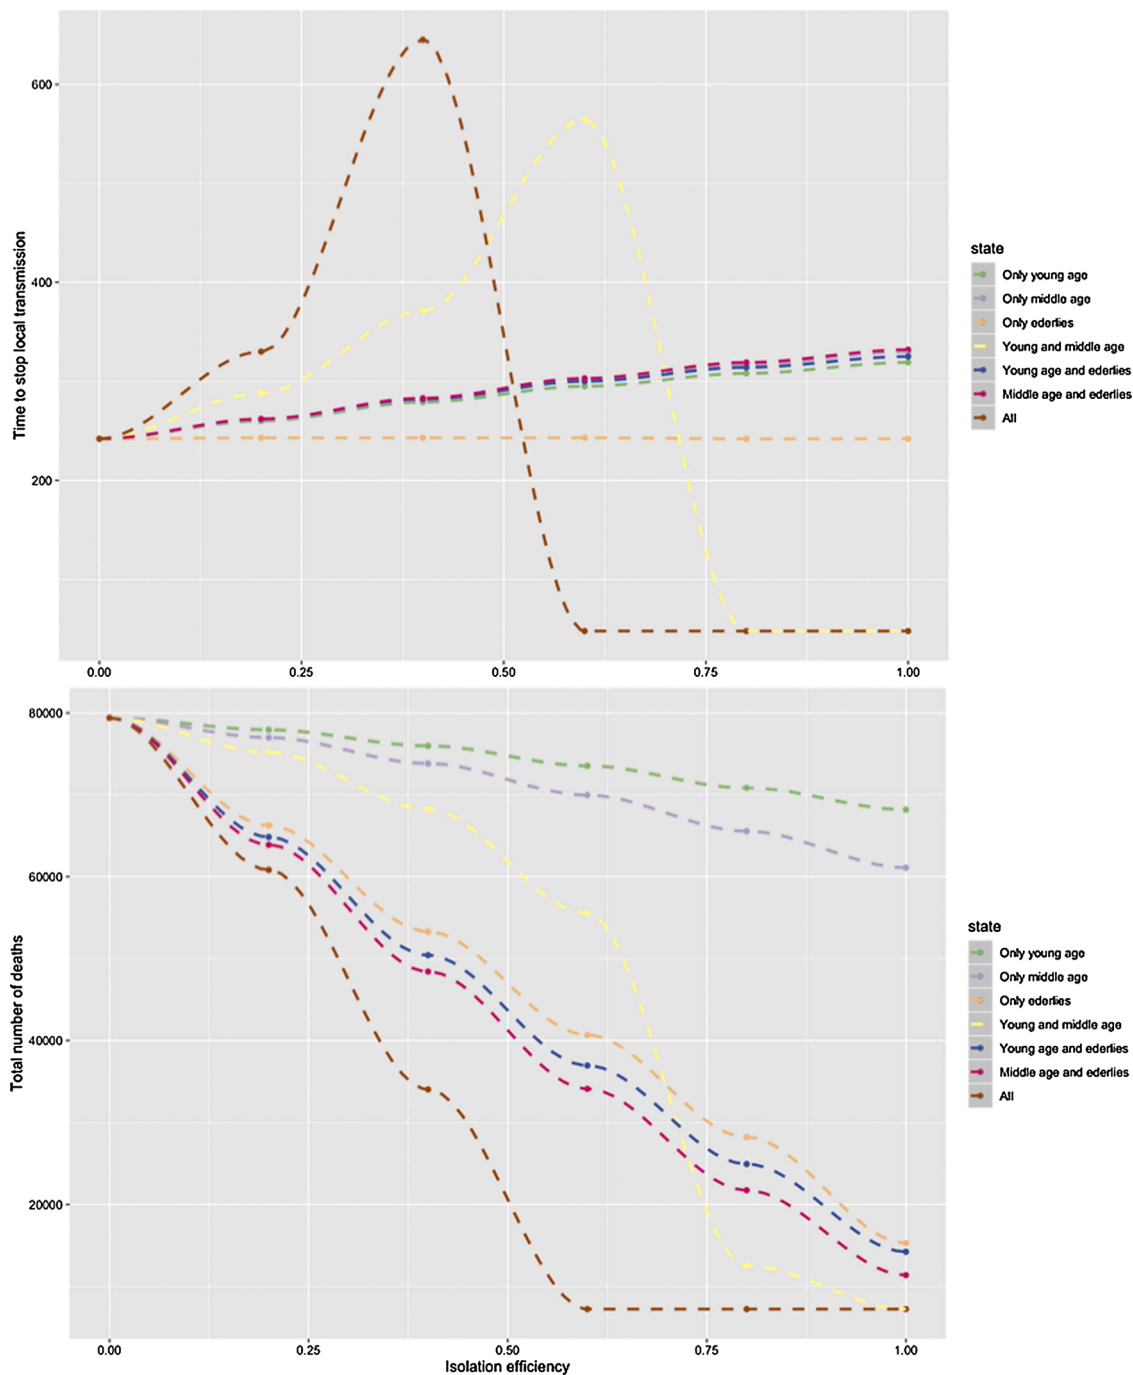 Time to stop local transmission
600
400
200
0.00 0.25 0.50 0.75 1.00
state
Only young age
Only middle age
Only ederlies
Young and middle age
Young age and ederlies
Middle age and ederlies
All
Total number of deaths
80000
60000
40000
20000
0.00 0.25 0.50 0.75 1.00
Isolation efficiency
state
Only young age
Only middle age
Only ederlies
Young and middle age
Young age and ederlies
Middle age and ederlies
All